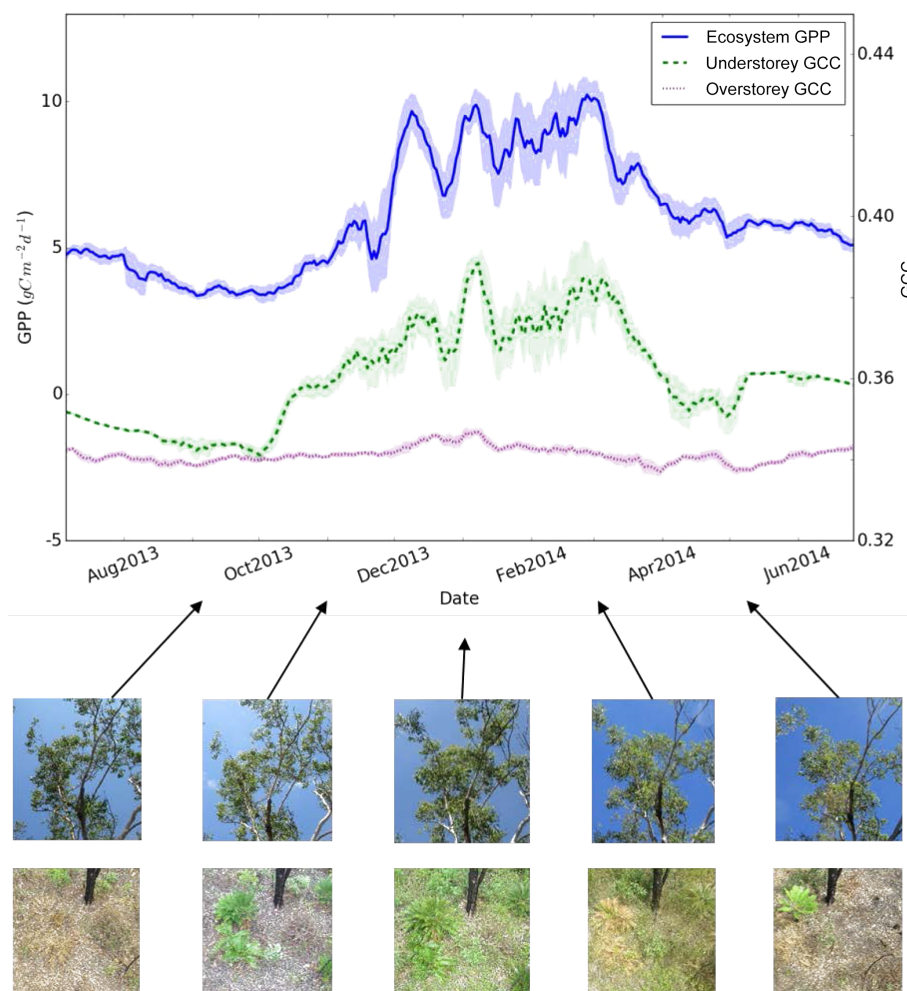 Ecosystem GPP
Understorey GCC
Overstorey GCC
10
5
0
-5
GPP (gCm⁻²d⁻¹)
0.44
0.40
0.36
0.32
GCC
Aug2013
Oct2013
Dec2013
Feb2014
Apr2014
Jun2014
Date